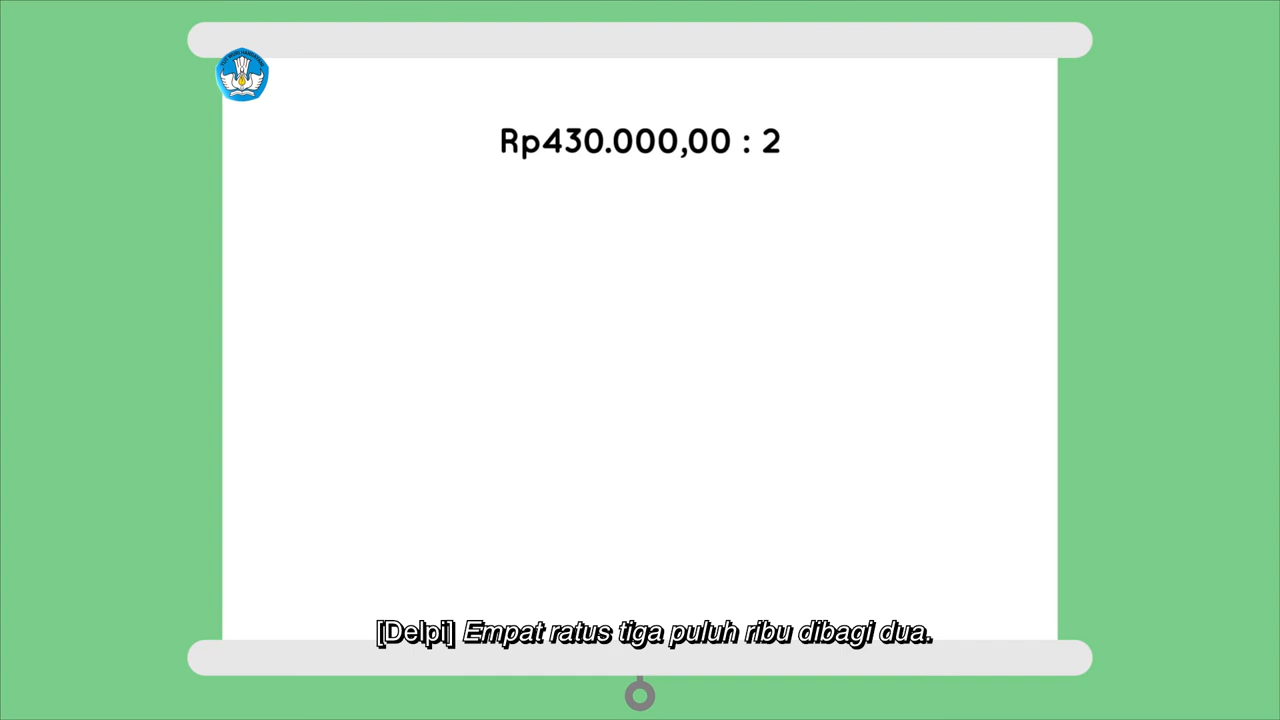 Rp430.000,00 : 2
[Delpi] Empat ratus tiga puluh ribu dibagi dua.